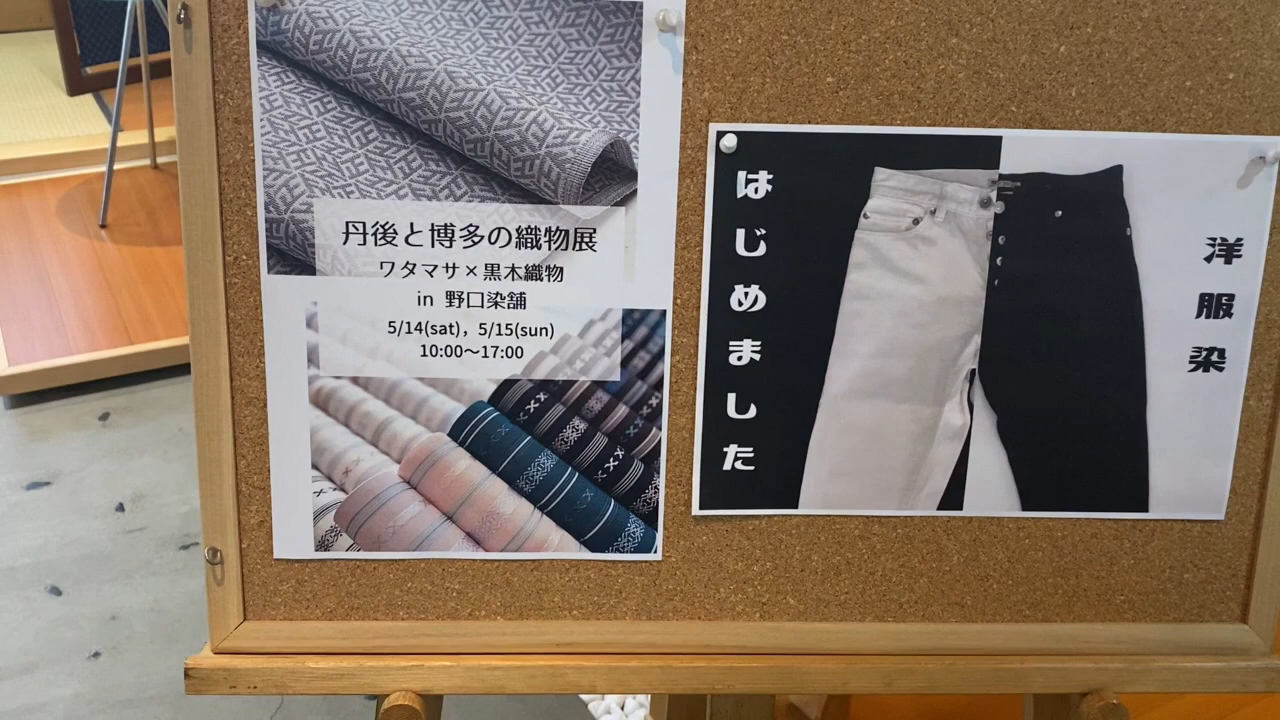 丹後と博多の織物展
ワタマサ×黒木織物
in 野口染舗
5/14(sat), 5/15(sun)
10:00〜17:00
洋服染
はじめました